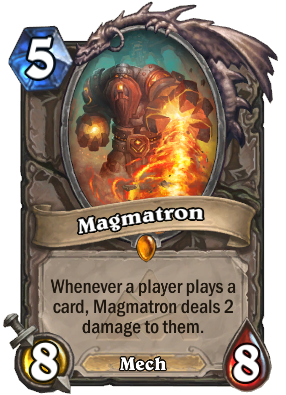 5
Magmatron
Whenever a player plays a
card, Magmatron deals 2
damage to them.
8
Mech
8